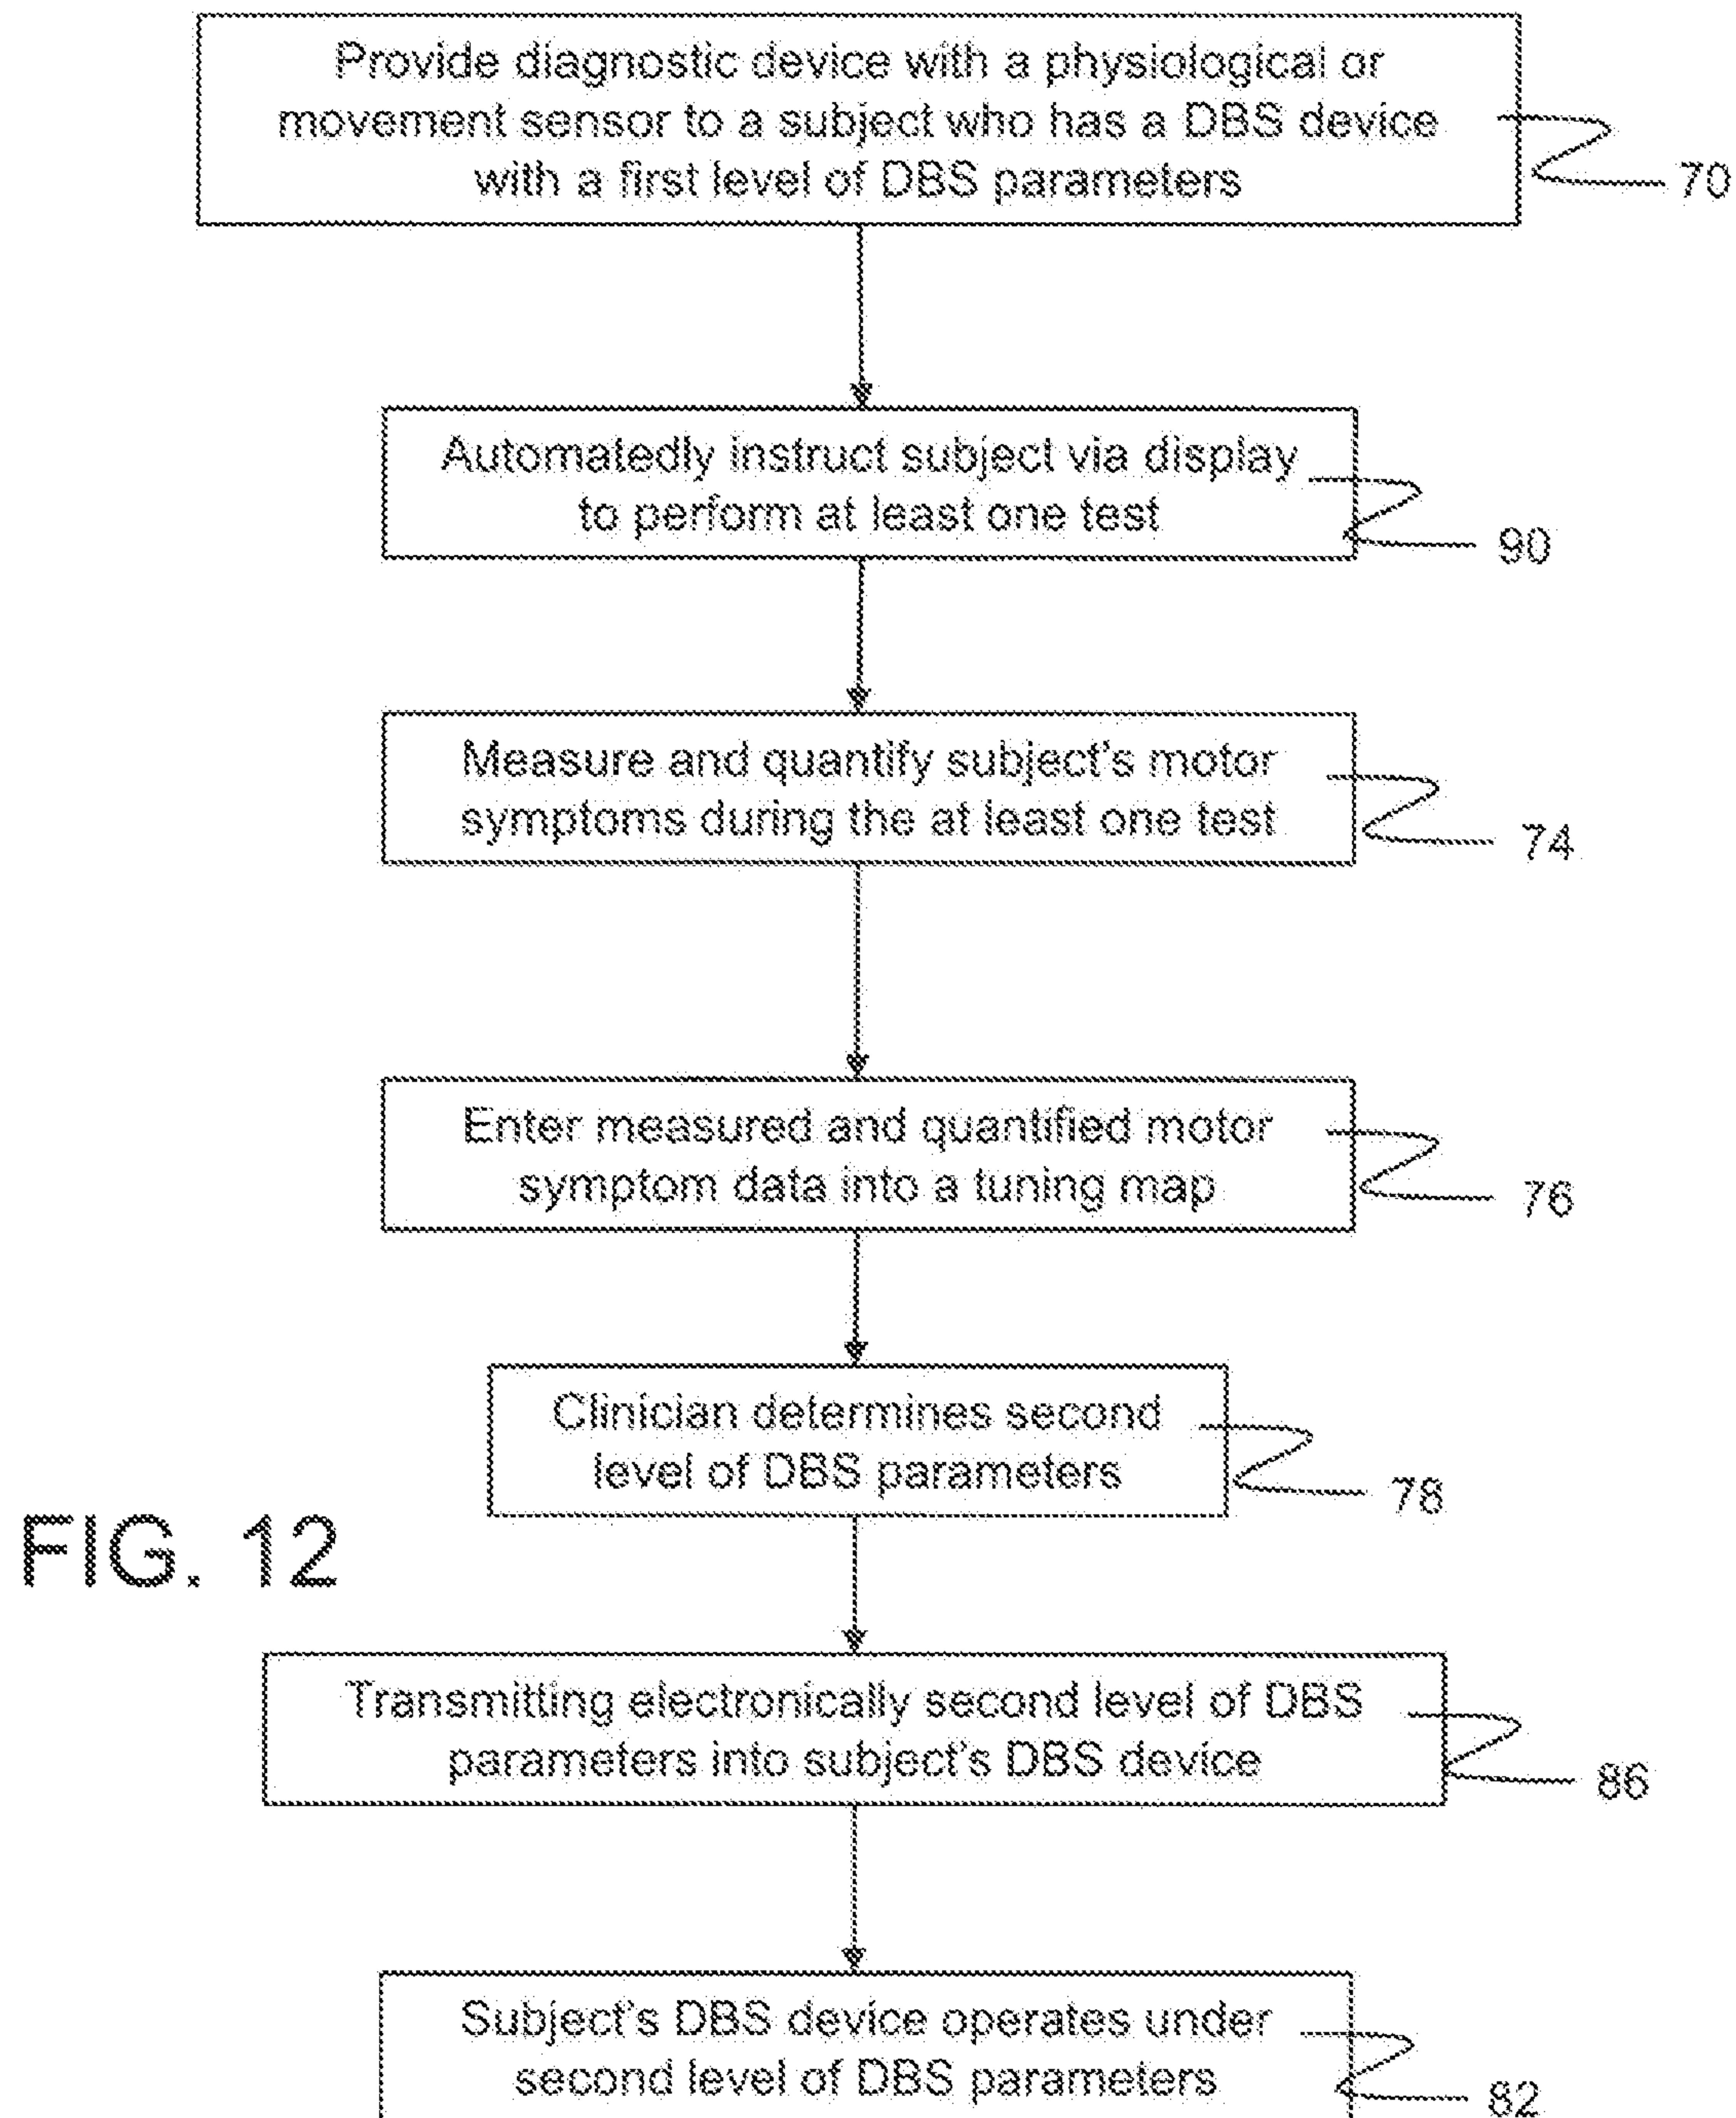 Provide diagnostic device with a physiological or
movement sensor to a subject who has a DBS device
with a first level of DBS parameters
70
Automatedly instruct subject via display
to perform at least one test
90
Measure and quantify subject's motor
symptoms during the at least one test
74
Enter measured and quantified motor
symptom data into a tuning map
76
Clinician determines second
level of DBS parameters
78
FIG. 12
Transmitting electronically second level of DBS
parameters into subject's DBS device
86
Subject's DBS device operates under
second level of DBS parameters
82